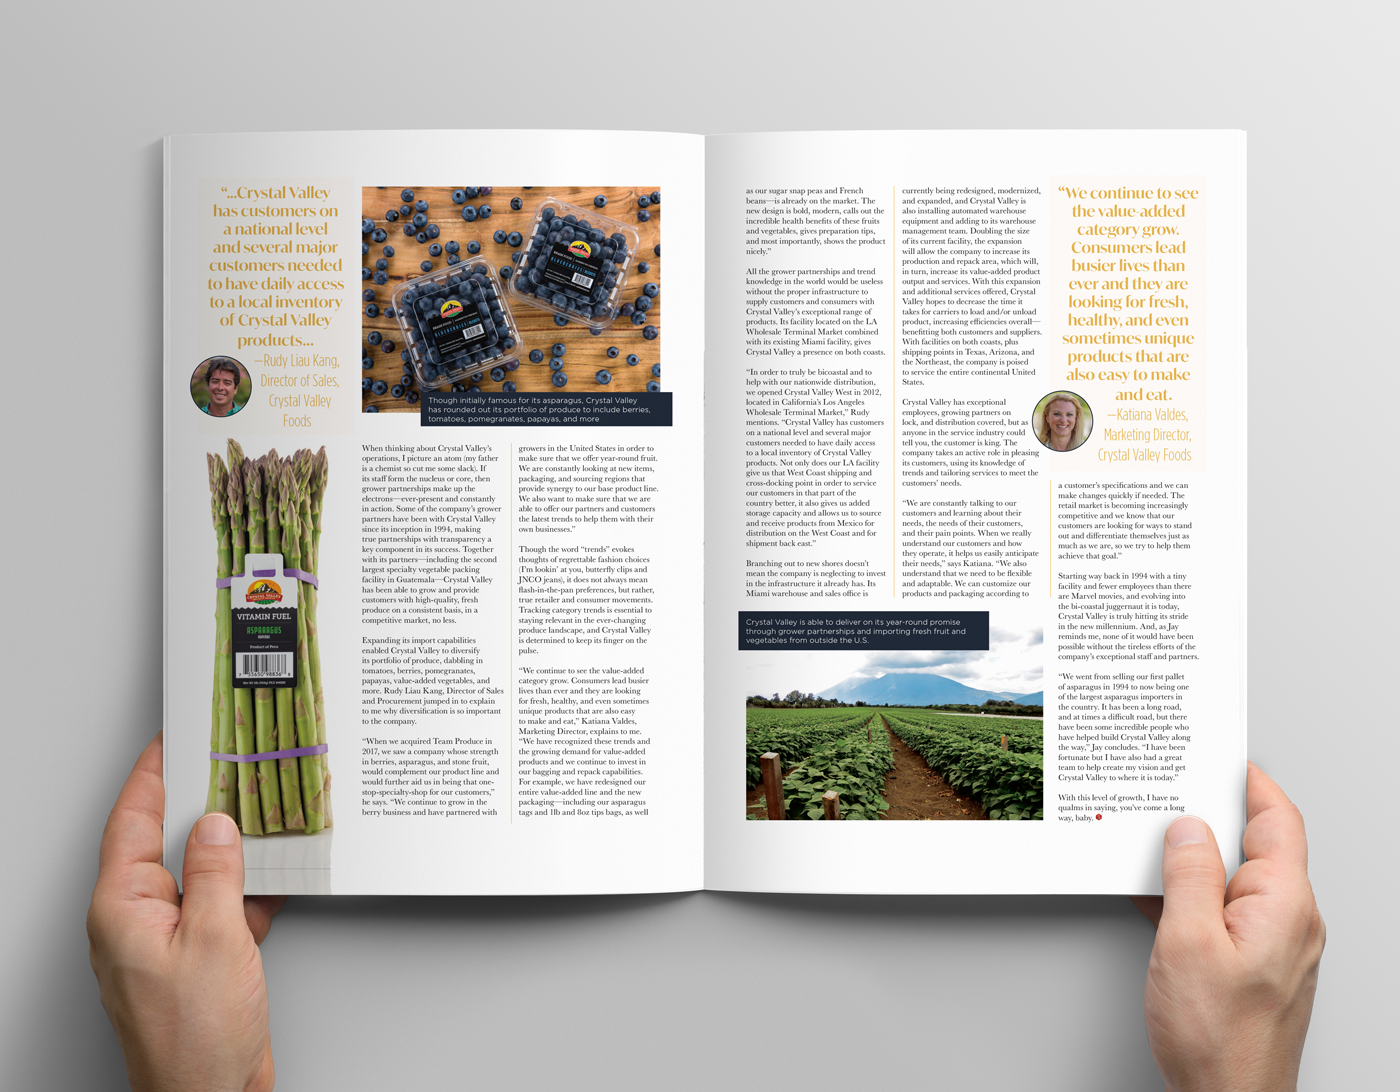 “...Crystal Valley
has customers on
a national level
and several major
customers needed
to have daily access
to a local inventory
of Crystal Valley
products...
—Rudy Liau Kang,
Director of Sales,
Crystal Valley
Foods
CRYSTAL VALLEY
VITAMIN FUEL
ASPARAGUS
Product of Peru
Though initially famous for its asparagus, Crystal Valley
has rounded out its portfolio of produce to include berries,
tomatoes, pomegranates, papayas, and more
When thinking about Crystal Valley’s
operations, I picture an atom (my father
is a chemist so cut me some slack). If
its staff form the nucleus or core, then
grower partnerships make up the
electrons—ever-present and constantly
in action. Some of the company’s grower
partners have been with Crystal Valley
since its inception in 1994, making
true partnerships with transparency a
key component in its success. Together
with its partners—including the second
largest specialty vegetable packing
facility in Guatemala—Crystal Valley
has been able to grow and provide
customers with high-quality, fresh
produce on a consistent basis, in a
competitive market, no less.
Expanding its import capabilities
enabled Crystal Valley to diversify
its portfolio of produce, dabbling in
tomatoes, berries, pomegranates,
papayas, value-added vegetables, and
more. Rudy Liau Kang, Director of Sales
and Procurement jumped in to explain
to me why diversification is so important
to the company.
“When we acquired Team Produce in
2017, we saw a company whose strength
in berries, asparagus, and stone fruit,
would complement our product line and
would further aid us in being that one-
stop-specialty-shop for our customers,”
he says. “We continue to grow in the
berry business and have partnered with
growers in the United States in order to
make sure that we offer year-round fruit.
We are constantly looking at new items,
packaging, and sourcing regions that
provide synergy to our base product line.
We also want to make sure that we are
able to offer our partners and customers
the latest trends to help them with their
own businesses.”
Though the word “trends” evokes
thoughts of regrettable fashion choices
(I’m lookin’ at you, butterfly clips and
JNCO jeans), it does not always mean
flash-in-the-pan preferences, but rather,
true retailer and consumer movements.
Tracking category trends is essential to
staying relevant in the ever-changing
produce landscape, and Crystal Valley
is determined to keep its finger on the
pulse.
“We continue to see the value-added
category grow. Consumers lead busier
lives than ever and they are looking
for fresh, healthy, and even sometimes
unique products that are also easy
to make and eat,” Katiana Valdes,
Marketing Director, explains to me.
“We have recognized these trends and
the growing demand for value-added
products and we continue to invest in
our bagging and repack capabilities.
For example, we have redesigned our
entire value-added line and the new
packaging—including our asparagus
tags and 1lb and 8oz tips bags, as well
as our sugar snap peas and French
beans—is already on the market. The
new design is bold, modern, calls out the
incredible health benefits of these fruits
and vegetables, gives preparation tips,
and most importantly, shows the product
nicely.”
All the grower partnerships and trend
knowledge in the world would be useless
without the proper infrastructure to
supply customers and consumers with
Crystal Valley’s exceptional range of
products. Its facility located on the LA
Wholesale Terminal Market combined
with its existing Miami facility, gives
Crystal Valley a presence on both coasts.
“In order to truly be bicoastal and to
help with our nationwide distribution,
we opened Crystal Valley West in 2012,
located in California’s Los Angeles
Wholesale Terminal Market,” Rudy
mentions. “Crystal Valley has customers
on a national level and several major
customers needed to have daily access
to a local inventory of Crystal Valley
products. Not only does our LA facility
give us that West Coast shipping and
cross-docking point in order to service
our customers in that part of the
country better, it also gives us added
storage capacity and allows us to source
and receive products from Mexico for
distribution on the West Coast and for
shipment back east.”
Branching out to new shores doesn’t
mean the company is neglecting to invest
in the infrastructure it already has. Its
Miami warehouse and sales office is
currently being redesigned, modernized,
and expanded, and Crystal Valley is
also installing automated warehouse
equipment and adding to its warehouse
management team. Doubling the size
of its current facility, the expansion
will allow the company to increase its
production and repack area, which will,
in turn, increase its value-added product
output and services. With this expansion
and additional services offered, Crystal
Valley hopes to decrease the time it
takes for carriers to load and/or unload
product, increasing efficiencies overall—
benefitting both customers and suppliers.
With facilities on both coasts, plus
shipping points in Texas, Arizona, and
the Northeast, the company is poised
to service the entire continental United
States.
Crystal Valley has exceptional
employees, growing partners on
lock, and distribution covered, but as
anyone in the service industry could
tell you, the customer is king. The
company takes an active role in pleasing
its customers, using its knowledge of
trends and tailoring services to meet the
customers’ needs.
“We are constantly talking to our
customers and learning about their
needs, the needs of their customers,
and their pain points. When we really
understand our customers and how
they operate, it helps us easily anticipate
their needs,” says Katiana. “We also
understand that we need to be flexible
and adaptable. We can customize our
products and packaging according to
Crystal Valley is able to deliver on its year-round promise
through grower partnerships and importing fresh fruit and
vegetables from outside the U.S.
“We continue to see
the value-added
category grow.
Consumers lead
busier lives than
ever and they are
looking for fresh,
healthy, and even
sometimes unique
products that are
also easy to make
and eat.
—Katiana Valdes,
Marketing Director,
Crystal Valley Foods
a customer’s specifications and we can
make changes quickly if needed. The
retail market is becoming increasingly
competitive and we know that our
customers are looking for ways to stand
out and differentiate themselves just as
much as we are, so we try to help them
achieve that goal.”
Starting way back in 1994 with a tiny
facility and fewer employees than there
are Marvel movies, and evolving into
the bi-coastal juggernaut it is today,
Crystal Valley is truly hitting its stride
in the new millennium. And, as Jay
reminds me, none of it would have been
possible without the tireless efforts of the
company’s exceptional staff and partners.
“We went from selling our first pallet
of asparagus in 1994 to now being one
of the largest asparagus importers in
the country. It has been a long road,
and at times a difficult road, but there
have been some incredible people who
have helped build Crystal Valley along
the way,” Jay concludes. “I have been
fortunate but I have also had a great
team to help create my vision and get
Crystal Valley to where it is today.”
With this level of growth, I have no
qualms in saying, you’ve come a long
way, baby.